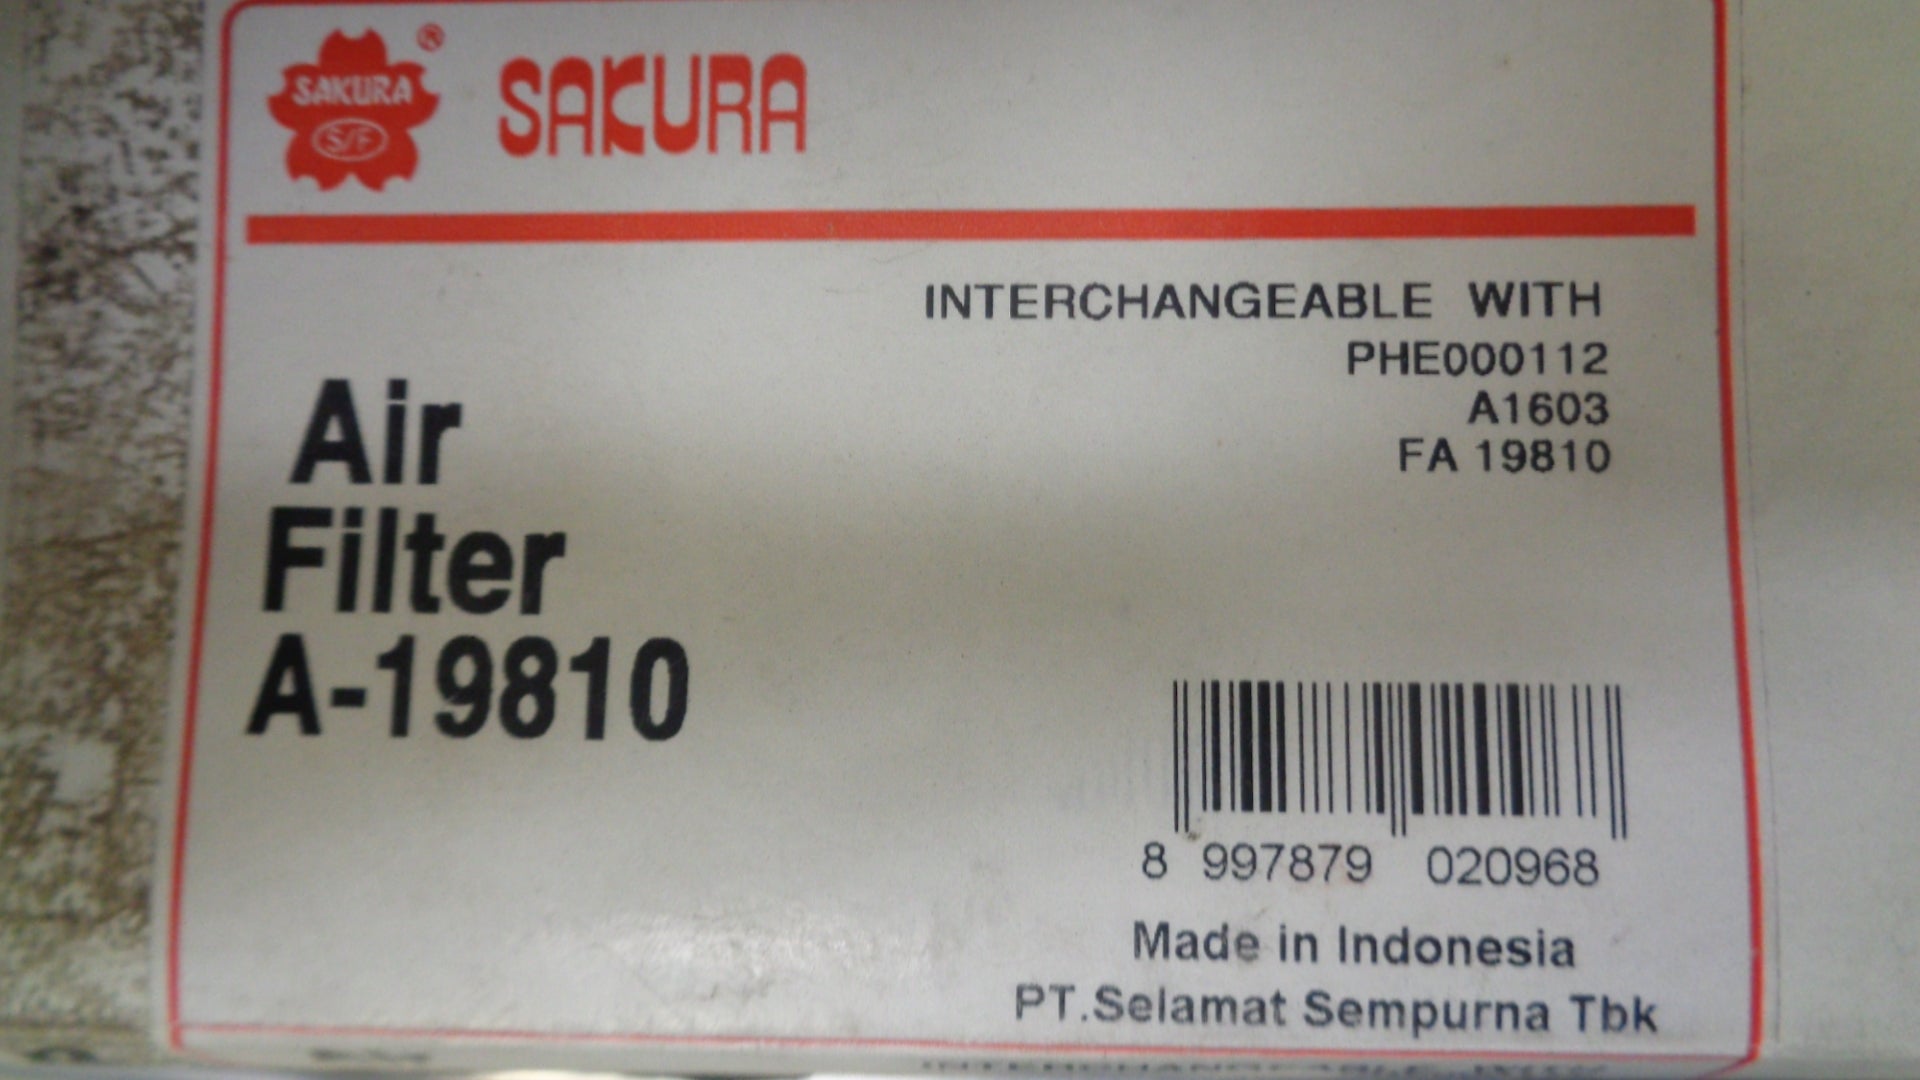 SAKURA ®
S/F
SAKURA
INTERCHANGEABLE WITH
PHE000112
A1603
FA 19810
Air
Filter
A-19810
8 997879 020968
Made in Indonesia
PT.Selamat Sempurna Tbk